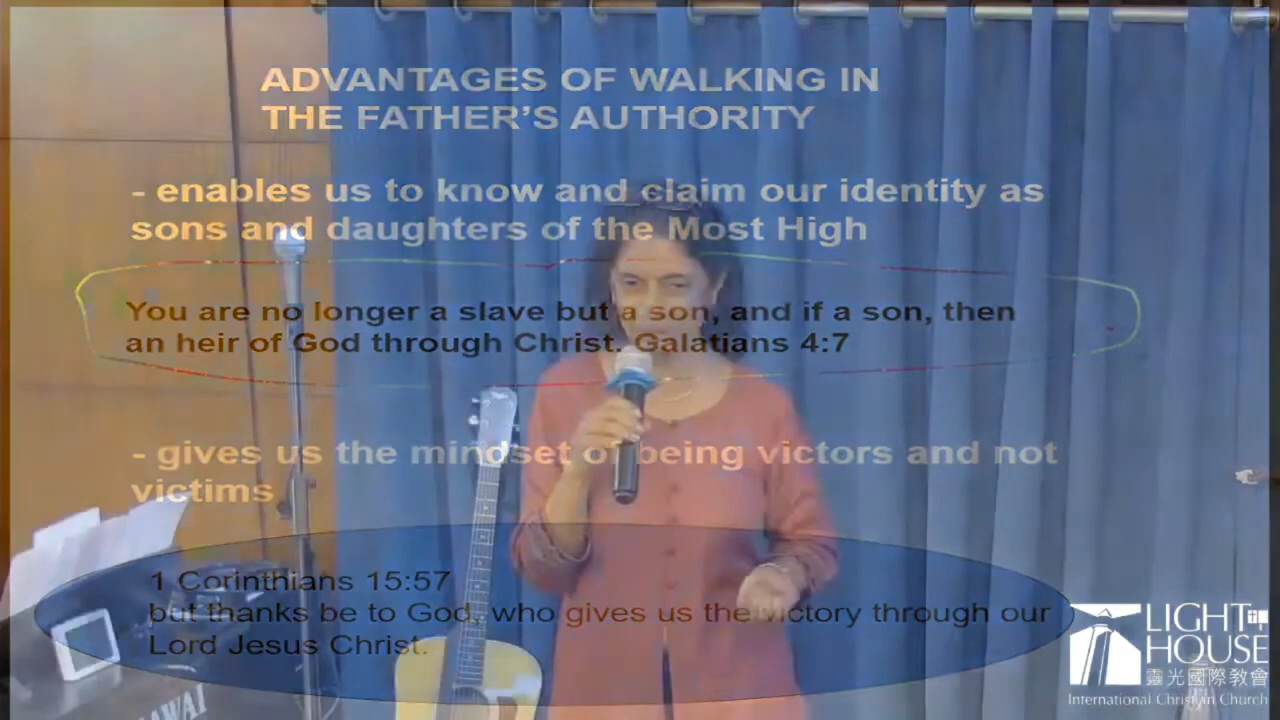 ADVANTAGES OF WALKING IN
THE FATHER'S AUTHORITY
- enables us to know and claim our identity as
sons and daughters of the Most High
You are no longer a slave but a son, and if a son, then
an heir of God through Christ. Galatians 4:7
- gives us the mindset of being victors and not
victims
1 Corinthians 15:57
but thanks be to God, who gives us the victory through our
Lord Jesus Christ.
KAWAI
LIGHT
HOUSE
靈光國際教會
International Christian Church